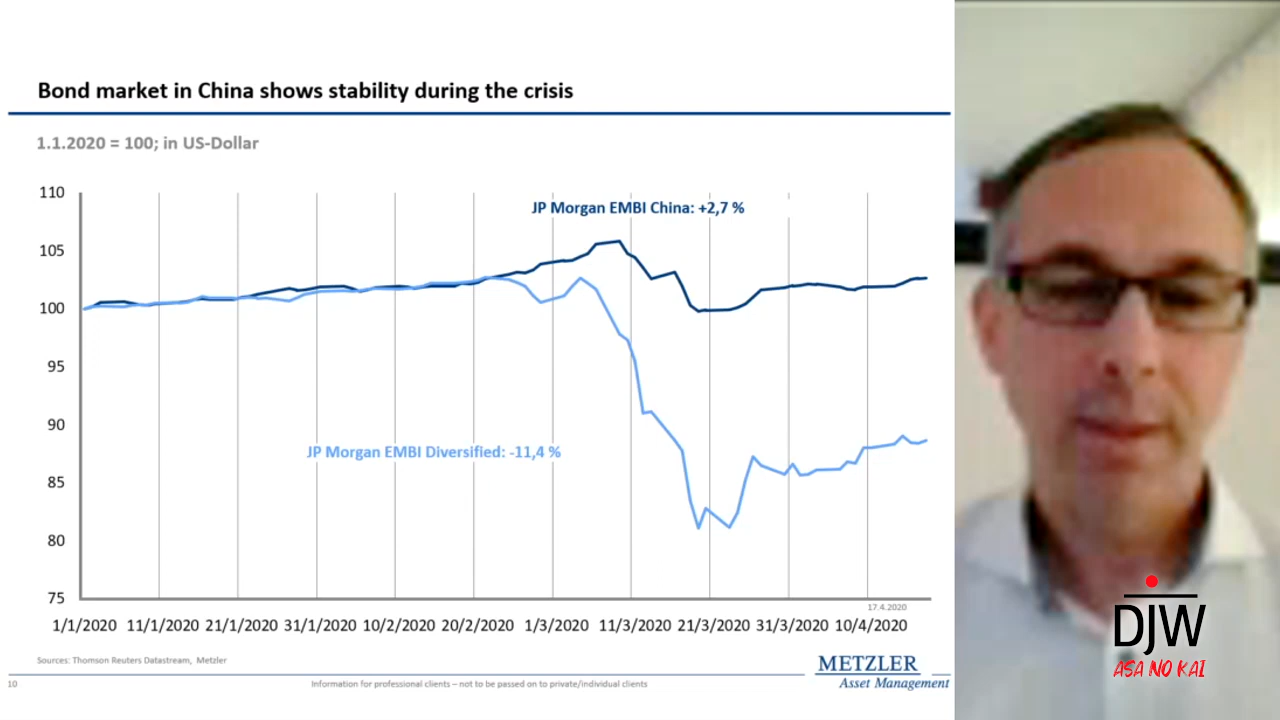 Bond market in China shows stability during the crisis
1.1.2020 = 100; in US-Dollar
110
105
100
95
90
85
80
75
JP Morgan EMBI China: +2,7 %
JP Morgan EMBI Diversified: -11,4 %
17.4.2020
1/1/2020 11/1/2020 21/1/2020 31/1/2020 10/2/2020 20/2/2020 1/3/2020 11/3/2020 21/3/2020 31/3/2020 10/4/2020
Sources: Thomson Reuters Datastream, Metzler
10
Information for professional clients – not to be passed on to private/individual clients
METZLER
Asset Management
DJW
ASA NO KAI